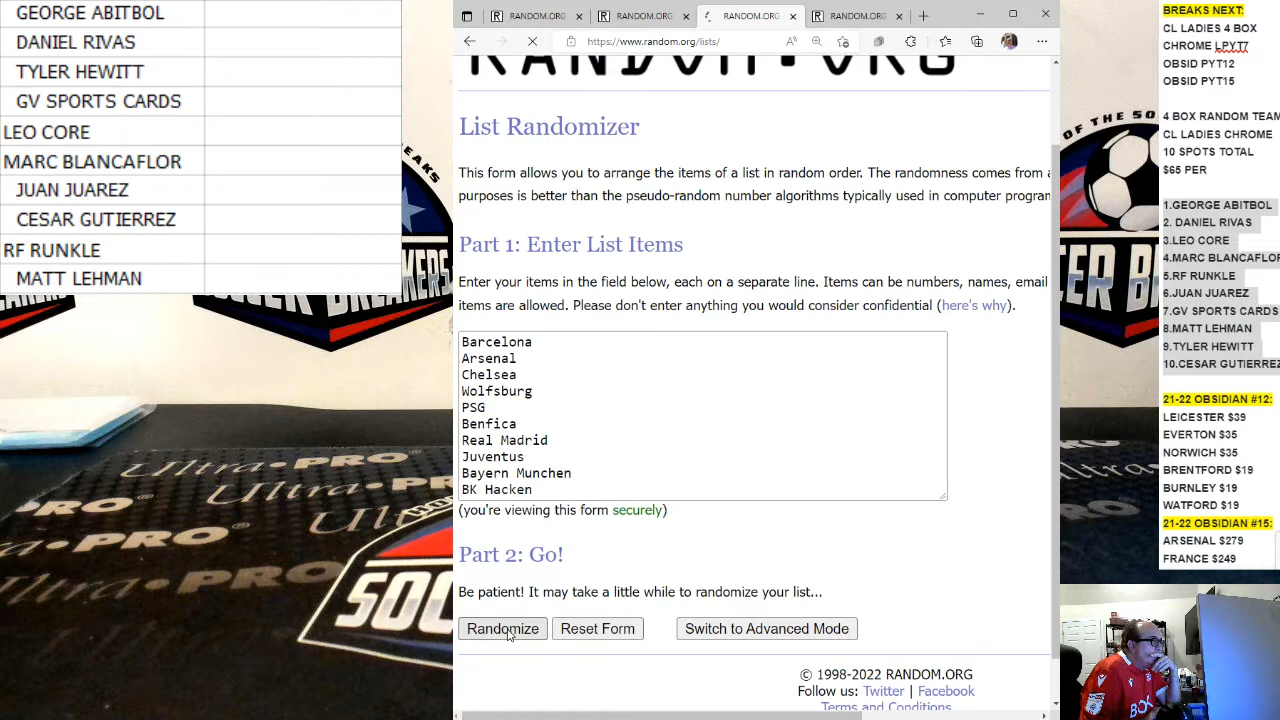 GEORGE ABITBOL
DANIEL RIVAS
TYLER HEWITT
GV SPORTS CARDS
LEO CORE
MARC BLANCAFLOR
JUAN JUAREZ
CESAR GUTIERREZ
RF RUNKLE
MATT LEHMAN
RANDOM.OR
RANDOM.OR
RANDOM.OR
RANDOM.OR
https://www.random.org/lists/
RANDOM.ORG
List Randomizer
This form allows you to arrange the items of a list in random order. The randomness comes from a
purposes is better than the pseudo-random number algorithms typically used in computer program
Part 1: Enter List Items
Enter your items in the field below, each on a separate line. Items can be numbers, names, email
items are allowed. Please don't enter anything you would consider confidential (here's why).
Barcelona
Arsenal
Chelsea
Wolfsburg
PSG
Benfica
Real Madrid
Juventus
Bayern Munchen
BK Hacken
(you're viewing this form securely)
Part 2: Go!
Be patient! It may take a little while to randomize your list...
Randomize
Reset Form
Switch to Advanced Mode
© 1998-2022 RANDOM.ORG
Follow us: Twitter | Facebook
Terms and Conditions
BREAKS NEXT:
CL LADIES 4 BOX
CHROME LPYT7
OBSID PYT12
OBSID PYT15
4 BOX RANDOM TEAM
CL LADIES CHROME
10 SPOTS TOTAL
$65 PER
1.GEORGE ABITBOL
2. DANIEL RIVAS
3.LEO CORE
4.MARC BLANCAFLOR
5.RF RUNKLE
6.JUAN JUAREZ
7.GV SPORTS CARDS
8.MATT LEHMAN
9.TYLER HEWITT
10.CESAR GUTIERREZ
21-22 OBSIDIAN #12:
LEICESTER $39
EVERTON $35
NORWICH $35
BRENTFORD $19
BURNLEY $19
WATFORD $19
21-22 OBSIDIAN #15:
ARSENAL $279
FRANCE $249
OF THE SO
Ultra•PRO
Ultra•PRO
Ultra•PRO
SOC